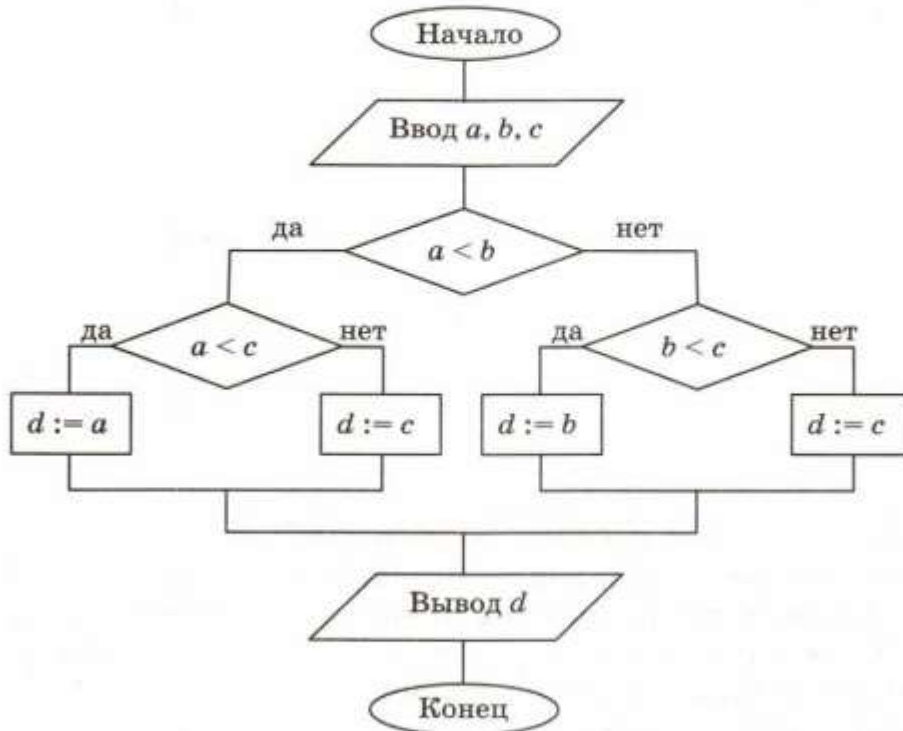 Начало
Ввод a, b, c
да
нет
a < b
да
нет
да
нет
a < c
b < c
d := a
d := c
d := b
d := c
Вывод d
Конец